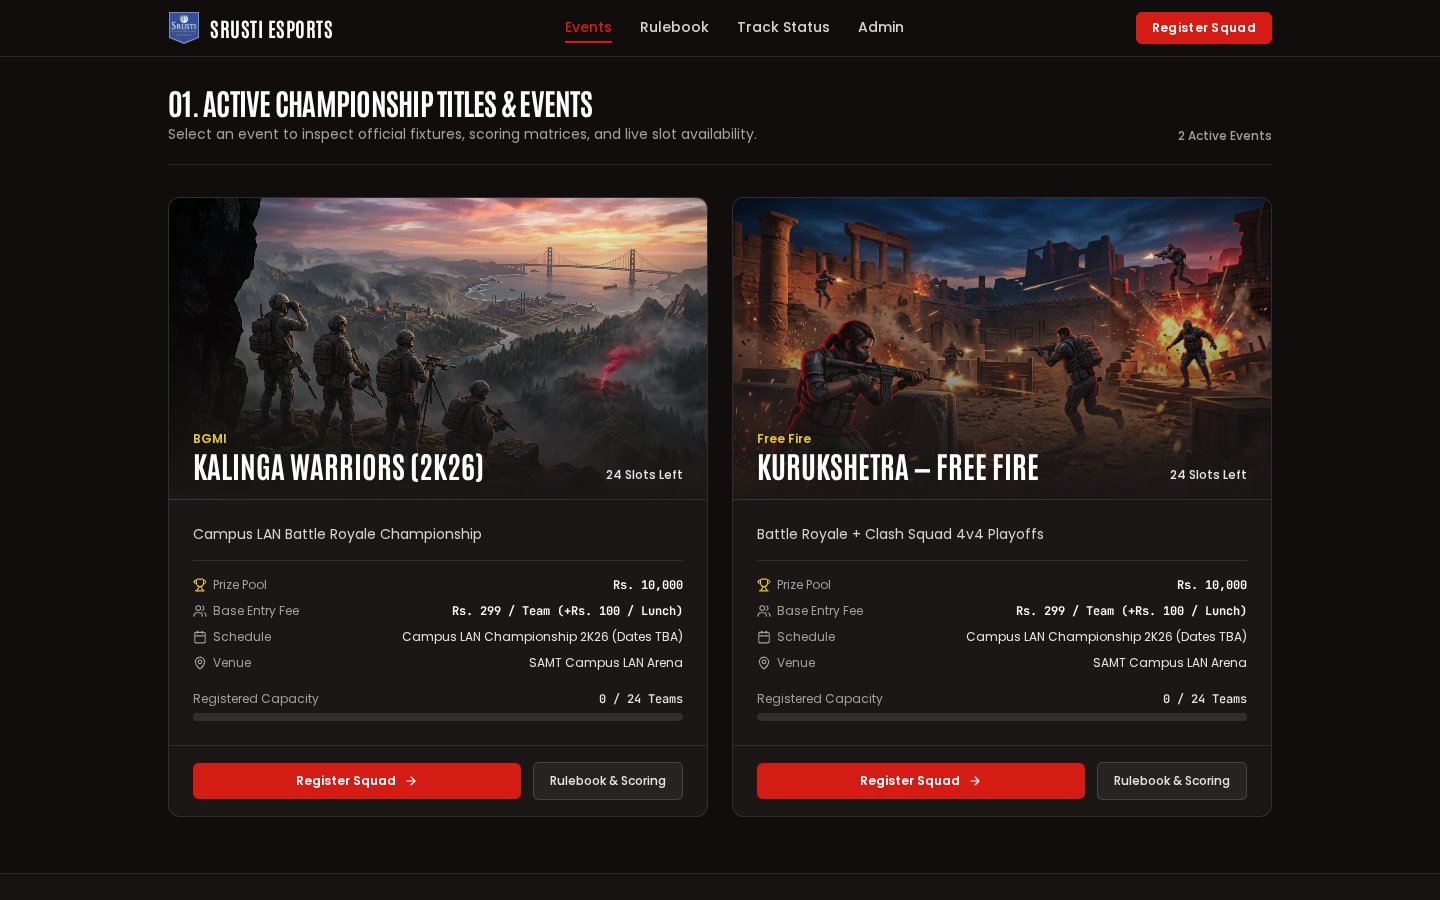 SRUSTI
SRUSTI ESPORTS
Events
Rulebook
Track Status
Admin
Register Squad
01. ACTIVE CHAMPIONSHIP TITLES & EVENTS
Select an event to inspect official fixtures, scoring matrices, and live slot availability.
2 Active Events
BGMI
KALINGA WARRIORS (2K26)
24 Slots Left
Campus LAN Battle Royale Championship
Prize Pool Rs. 10,000
Base Entry Fee Rs. 299 / Team (+Rs. 100 / Lunch)
Schedule Campus LAN Championship 2K26 (Dates TBA)
Venue SAMT Campus LAN Arena
Registered Capacity 0 / 24 Teams
Register Squad
Rulebook & Scoring
Free Fire
KURUKSHETRA – FREE FIRE
24 Slots Left
Battle Royale + Clash Squad 4v4 Playoffs
Prize Pool Rs. 10,000
Base Entry Fee Rs. 299 / Team (+Rs. 100 / Lunch)
Schedule Campus LAN Championship 2K26 (Dates TBA)
Venue SAMT Campus LAN Arena
Registered Capacity 0 / 24 Teams
Register Squad
Rulebook & Scoring